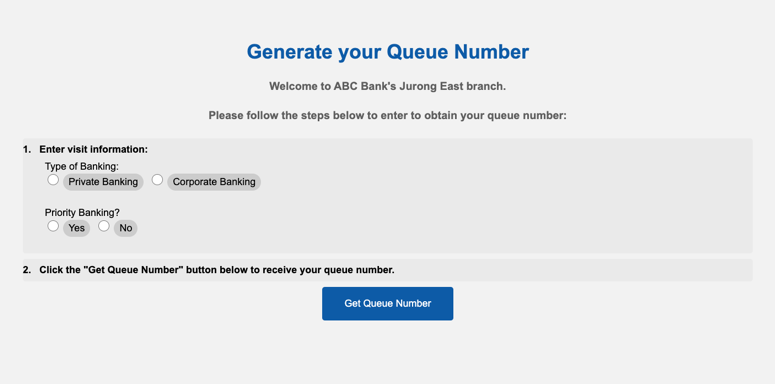 Generate your Queue Number
Welcome to ABC Bank's Jurong East branch.
Please follow the steps below to enter to obtain your queue number:
1. Enter visit information:
Type of Banking:
Private Banking Corporate Banking
Priority Banking?
Yes No
2. Click the "Get Queue Number" button below to receive your queue number.
Get Queue Number